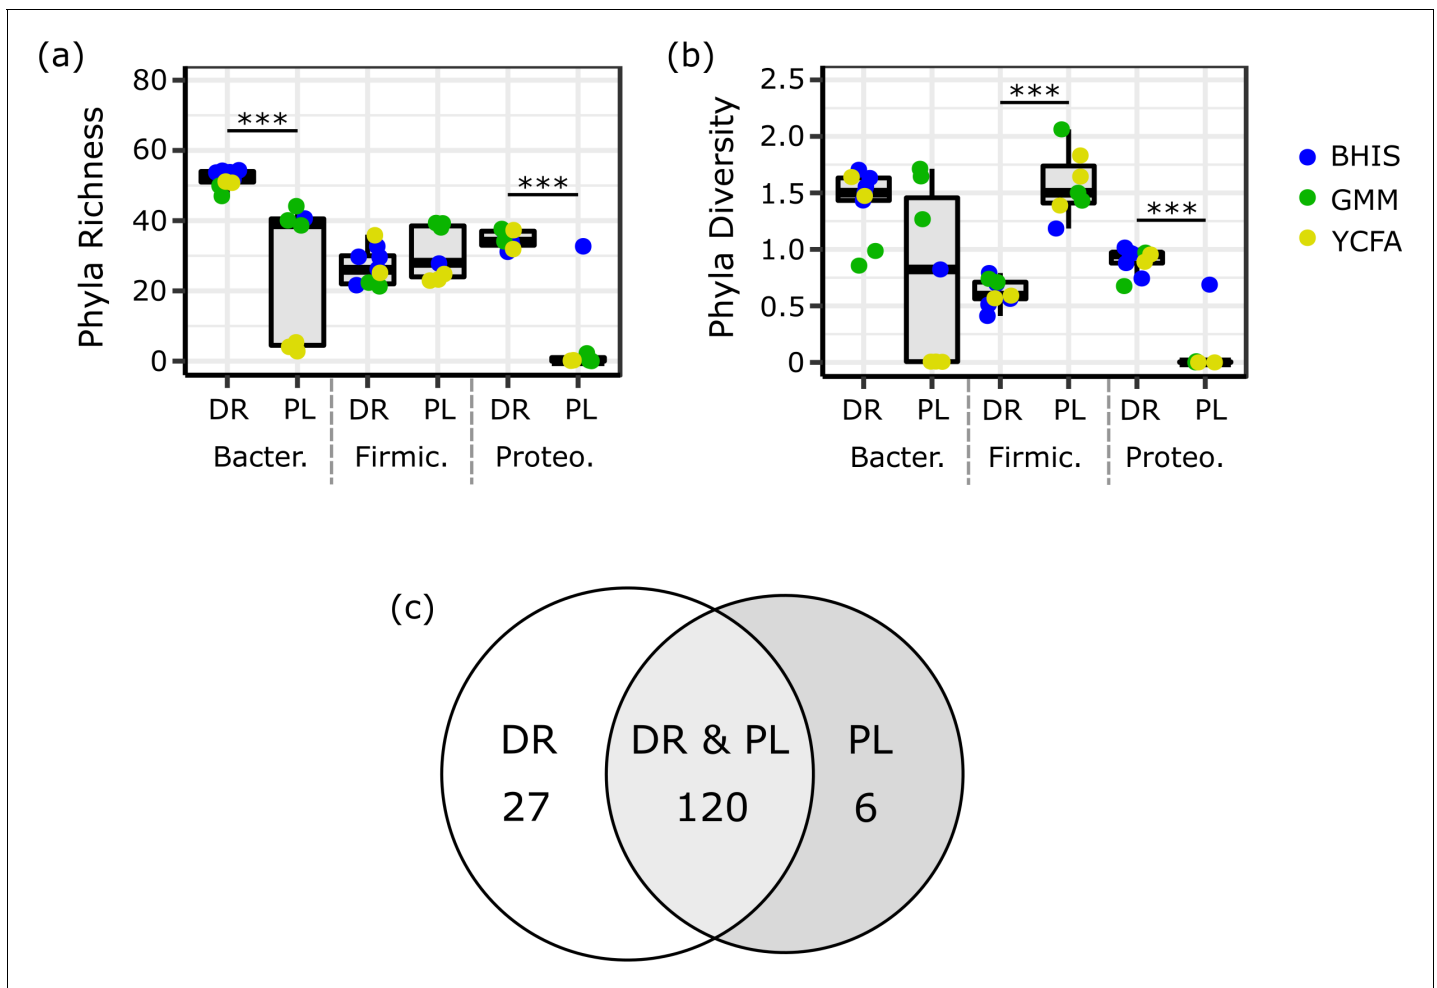 (a)
Phyla Richness
80
60
40
20
0
***
***
DR PL DR PL DR PL
Bacter. Firmic. Proteo.
(b)
Phyla Diversity
2.5
2.0
1.5
1.0
0.5
0
***
***
DR PL DR PL DR PL
Bacter. Firmic. Proteo.
BHIS
GMM
YCFA
(c)
DR DR & PL PL
27 120 6